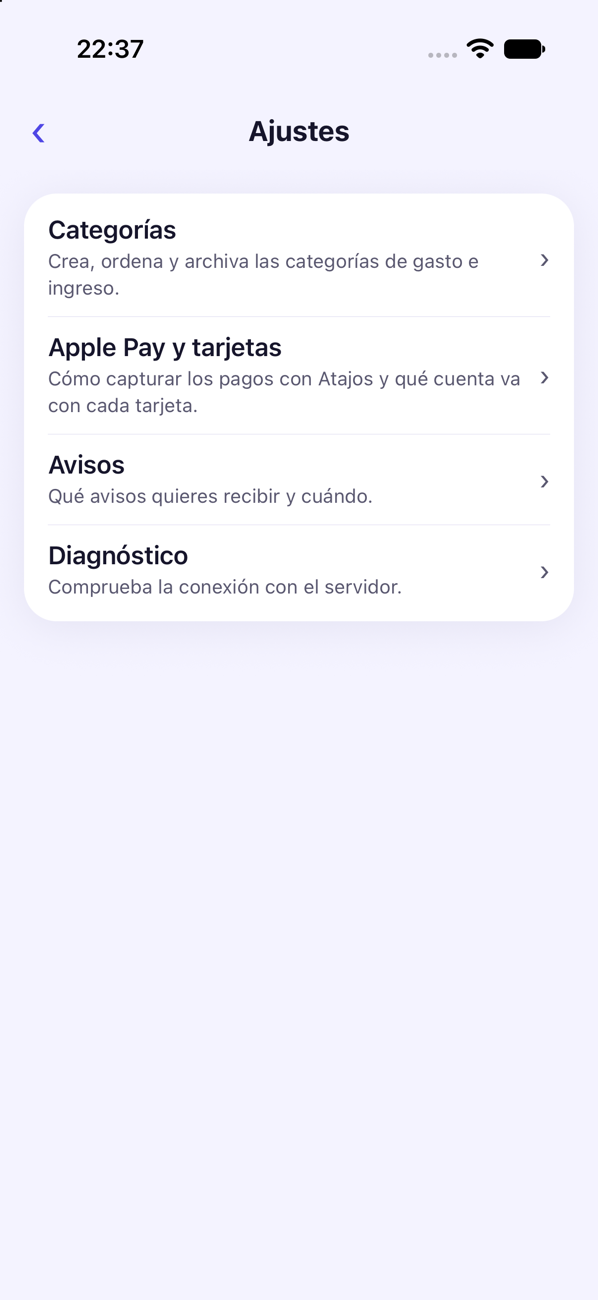 22:37
Ajustes
Categorías
Crea, ordena y archiva las categorías de gasto e
ingreso.
Apple Pay y tarjetas
Cómo capturar los pagos con Atajos y qué cuenta va
con cada tarjeta.
Avisos
Qué avisos quieres recibir y cuándo.
Diagnóstico
Comprueba la conexión con el servidor.